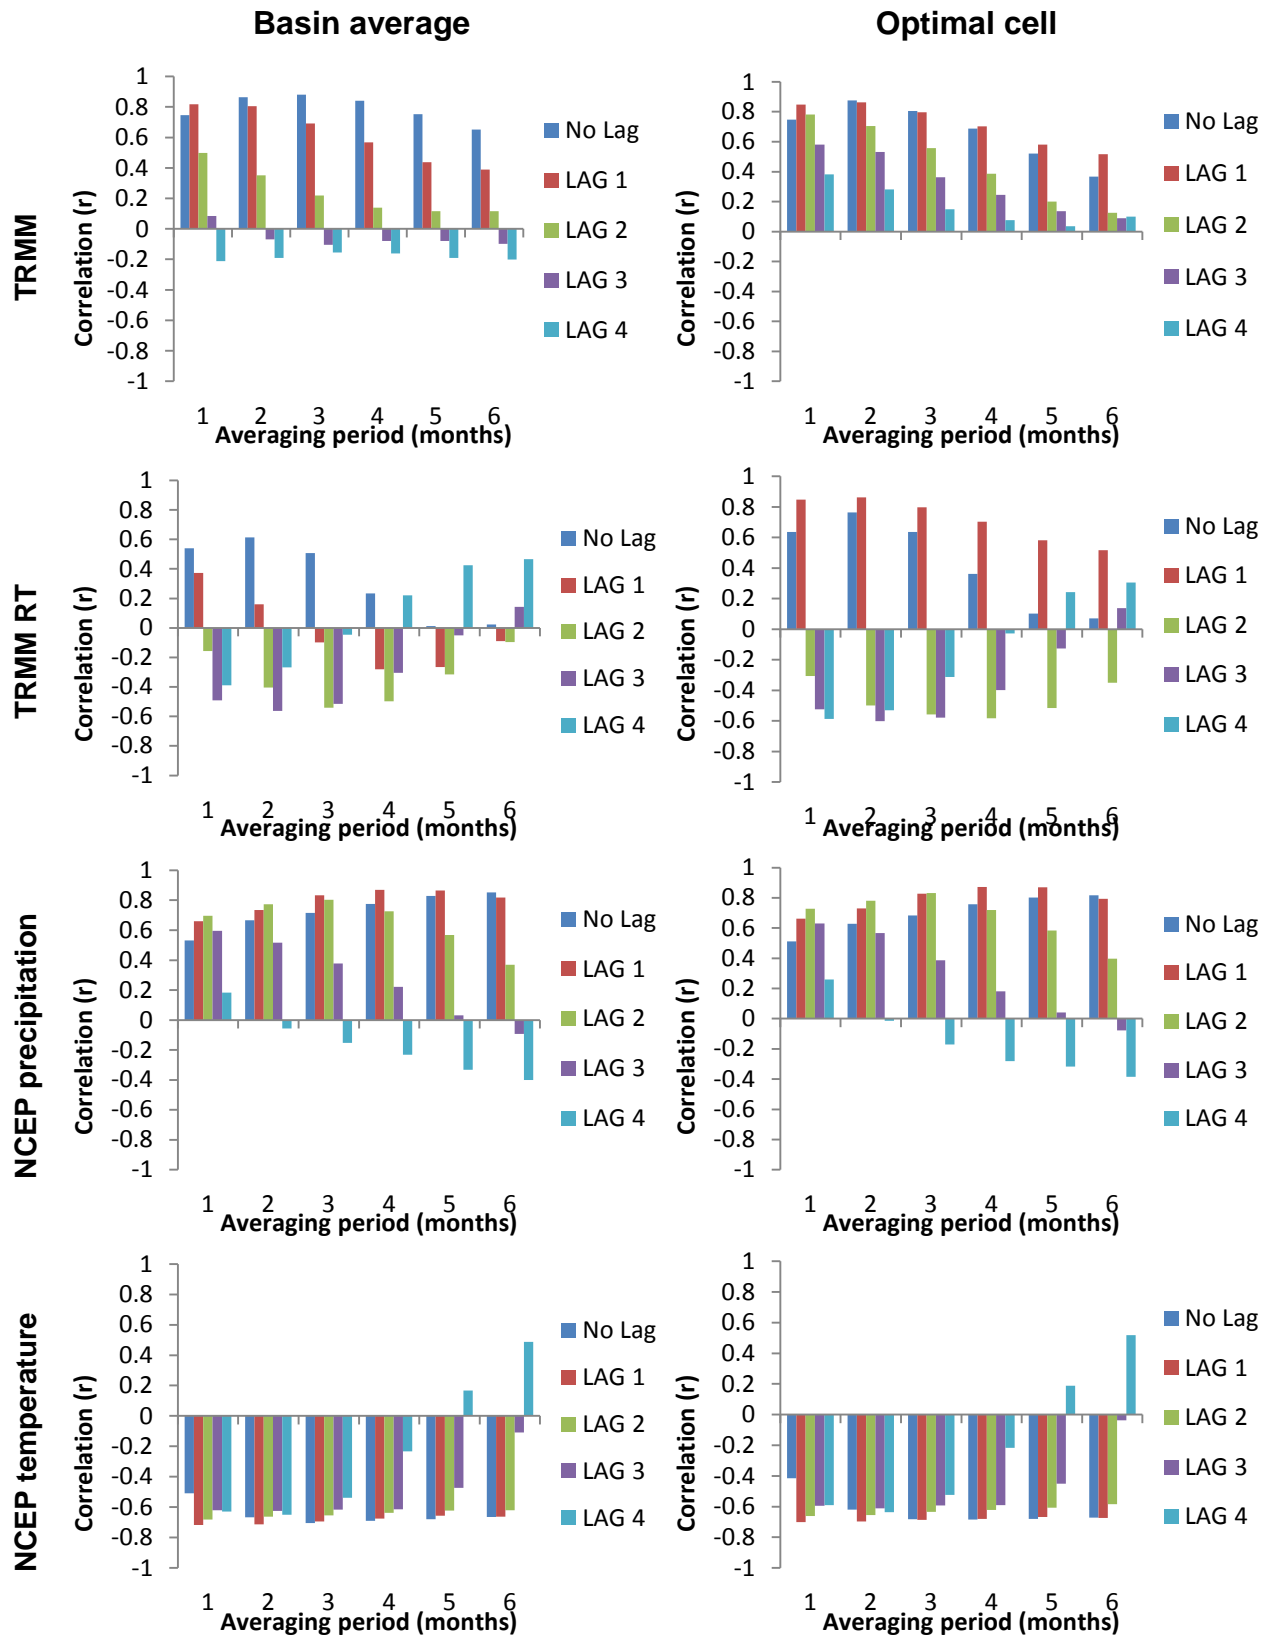 Basin average
Optimal cell
TRMM
Correlation (r)
1
0.8
0.6
0.4
0.2
0
-0.2
-0.4
-0.6
-0.8
-1
1 2 3 4 5 6
Averaging period (months)
No Lag
LAG 1
LAG 2
LAG 3
LAG 4
Correlation (r)
1
0.8
0.6
0.4
0.2
0
-0.2
-0.4
-0.6
-0.8
-1
1 2 3 4 5 6
Averaging period (months)
No Lag
LAG 1
LAG 2
LAG 3
LAG 4
TRMM RT
Correlation (r)
1
0.8
0.6
0.4
0.2
0
-0.2
-0.4
-0.6
-0.8
-1
1 2 3 4 5 6
Averaging period (months)
No Lag
LAG 1
LAG 2
LAG 3
LAG 4
Correlation (r)
1
0.8
0.6
0.4
0.2
0
-0.2
-0.4
-0.6
-0.8
-1
1 2 3 4 5 6
Averaging period (months)
No Lag
LAG 1
LAG 2
LAG 3
LAG 4
NCEP precipitation
Correlation (r)
1
0.8
0.6
0.4
0.2
0
-0.2
-0.4
-0.6
-0.8
-1
1 2 3 4 5 6
Averaging period (months)
No Lag
LAG 1
LAG 2
LAG 3
LAG 4
Correlation (r)
1
0.8
0.6
0.4
0.2
0
-0.2
-0.4
-0.6
-0.8
-1
1 2 3 4 5 6
Averaging period (months)
No Lag
LAG 1
LAG 2
LAG 3
LAG 4
NCEP temperature
Correlation (r)
1
0.8
0.6
0.4
0.2
0
-0.2
-0.4
-0.6
-0.8
-1
1 2 3 4 5 6
Averaging period (months)
No Lag
LAG 1
LAG 2
LAG 3
LAG 4
Correlation (r)
1
0.8
0.6
0.4
0.2
0
-0.2
-0.4
-0.6
-0.8
-1
1 2 3 4 5 6
Averaging period (months)
No Lag
LAG 1
LAG 2
LAG 3
LAG 4